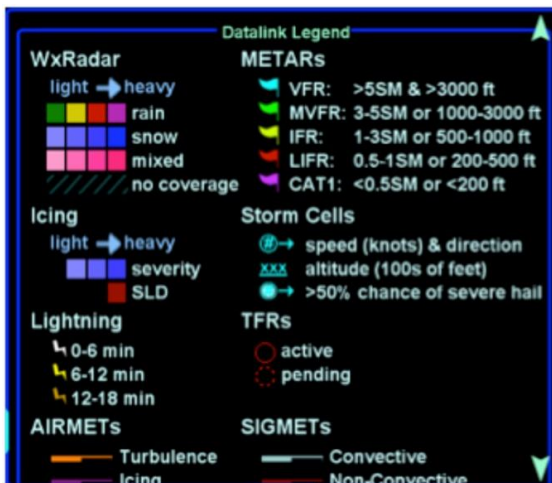 Datalink Legend
WxRadar
light heavy
rain
snow
mixed
no coverage
Icing
light heavy
severity
SLD
Lightning
0-6 min
6-12 min
12-18 min
AIRMETs
Turbulence
Icing
METARs
VFR: >5SM & >3000 ft
MVFR: 3-5SM or 1000-3000 ft
IFR: 1-3SM or 500-1000 ft
LIFR: 0.5-1SM or 200-500 ft
CAT1: <0.5SM or <200 ft
Storm Cells
# speed (knots) & direction
XXX altitude (100s of feet)
>50% chance of severe hail
TFRs
active
pending
SIGMETs
Convective
Non-Convective